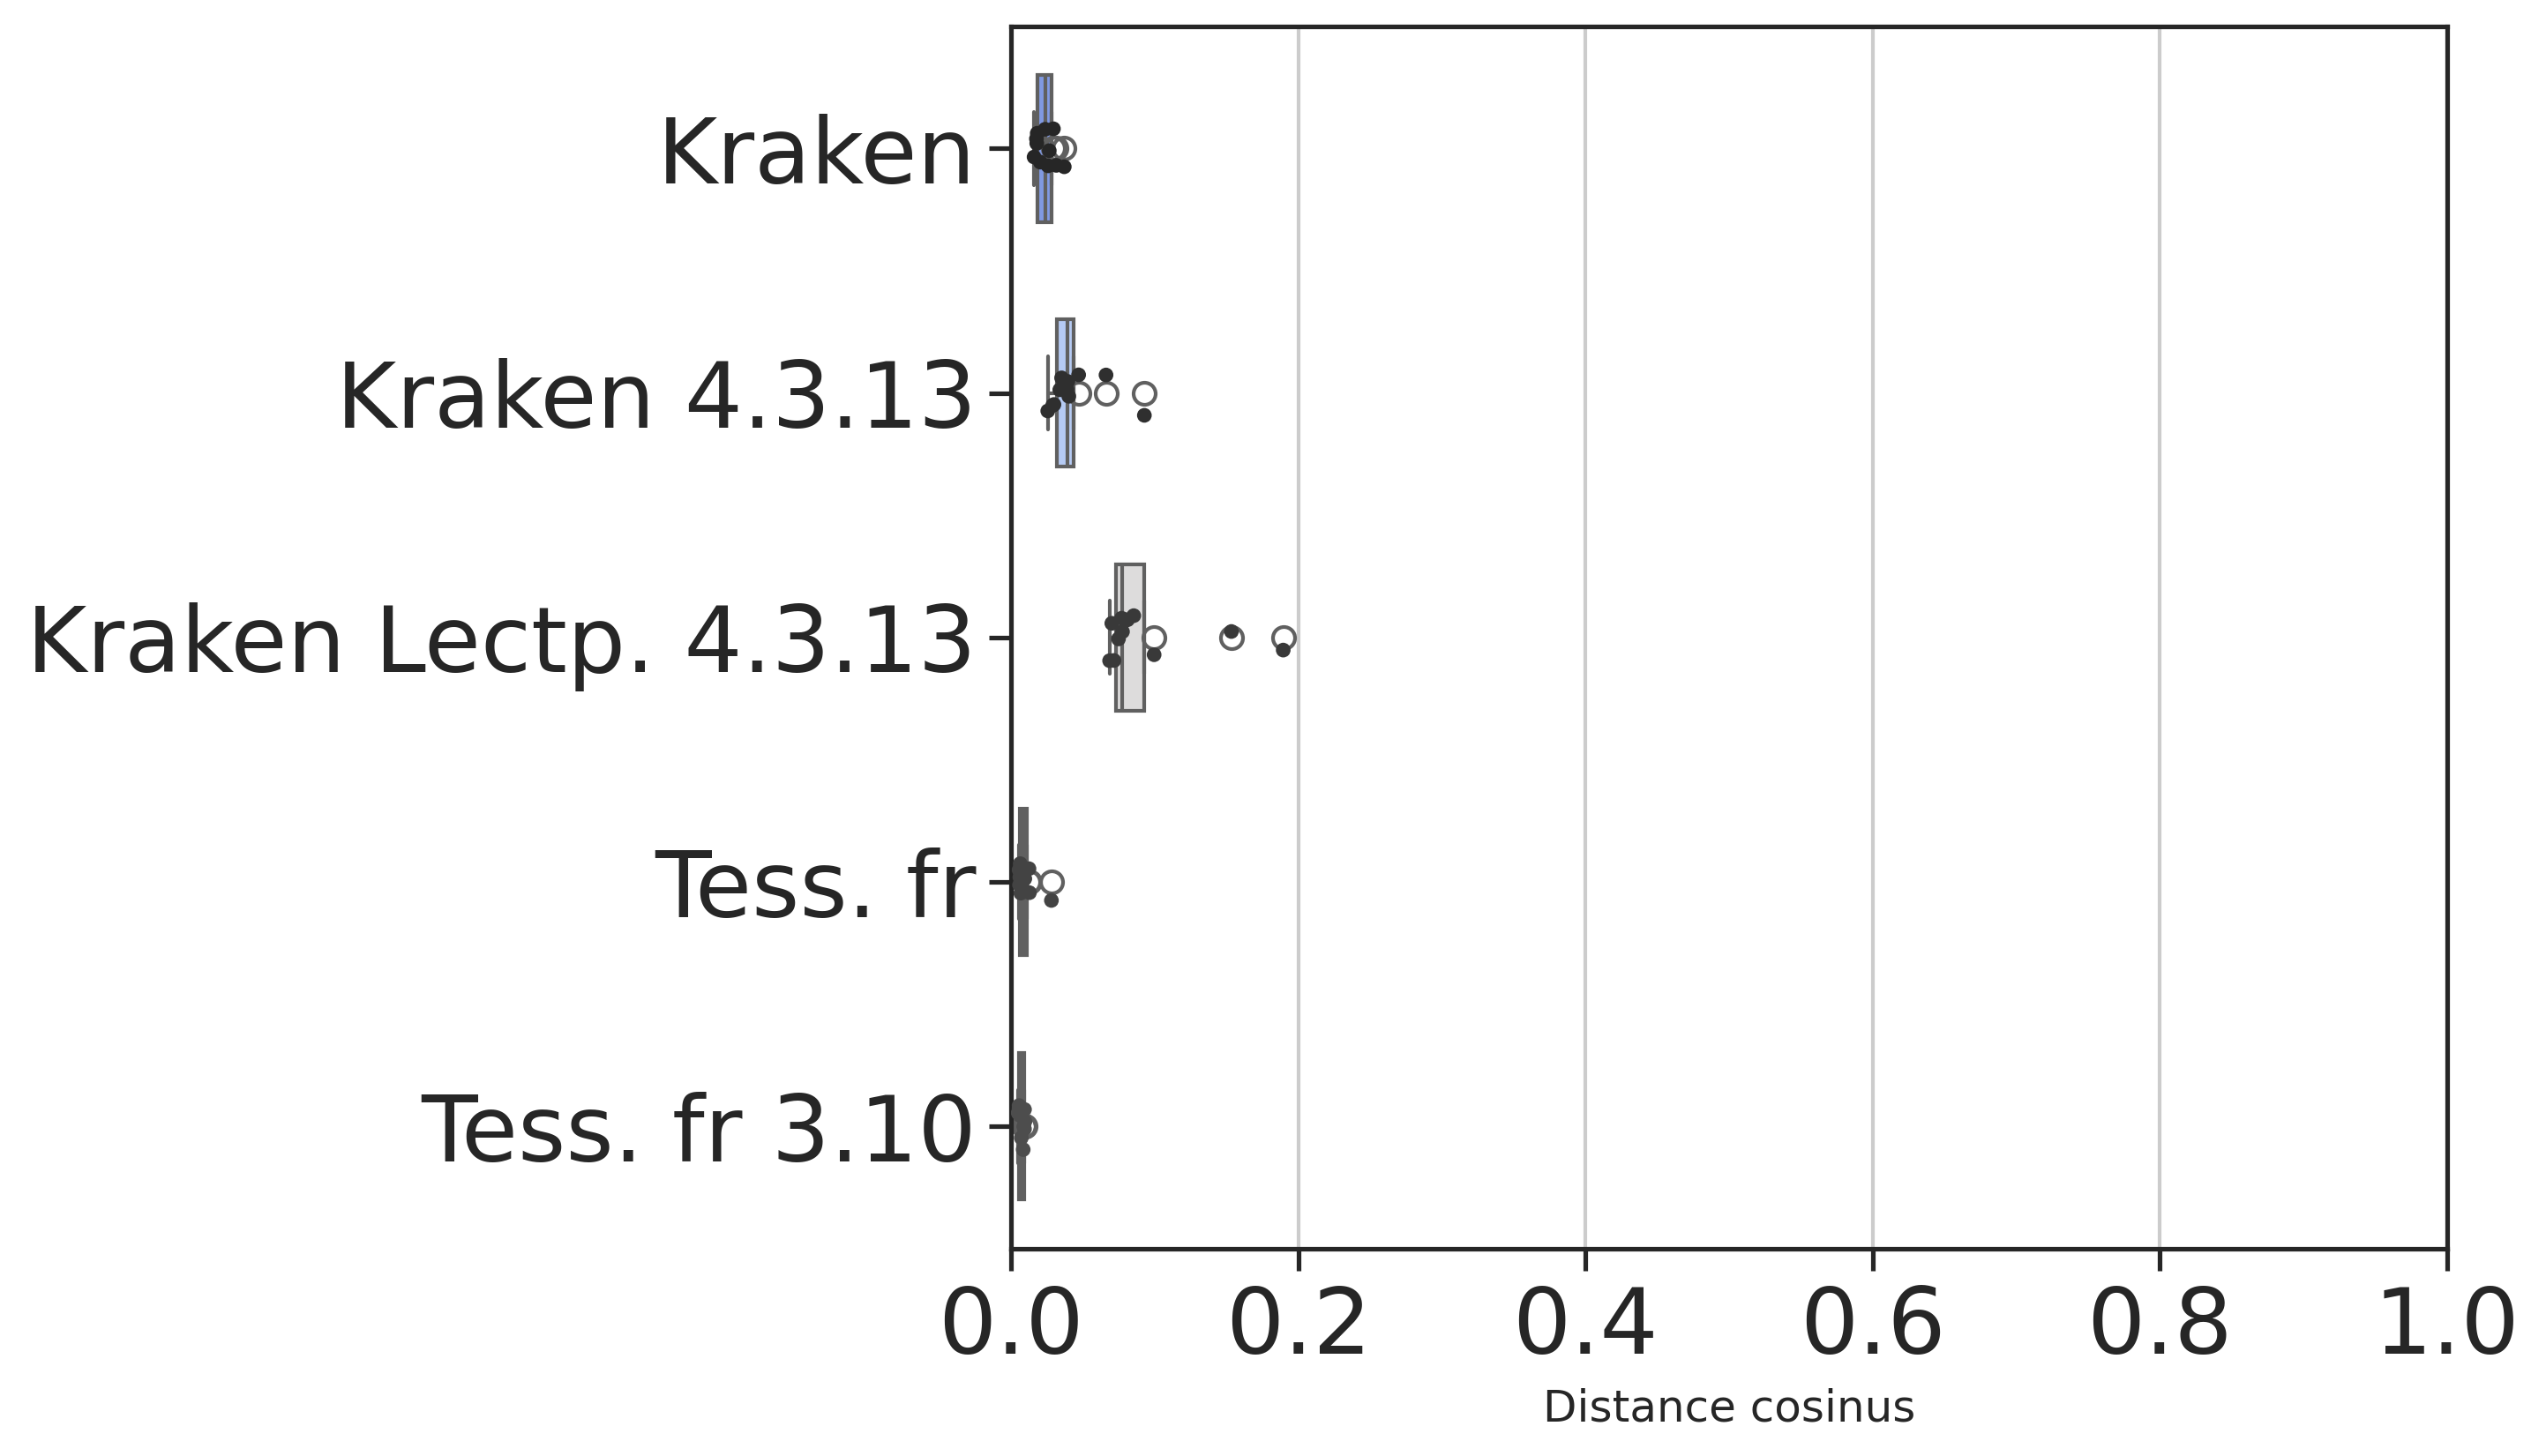 Kraken
Kraken 4.3.13
Kraken Lectp. 4.3.13
Tess. fr
Tess. fr 3.10
0.0 0.2 0.4 0.6 0.8 1.0
Distance cosinus